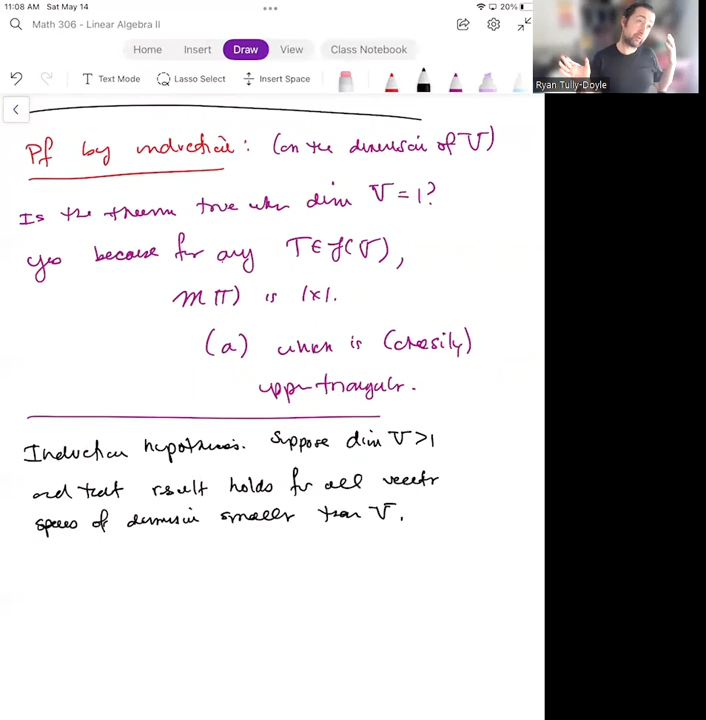 11:08 AM Sat May 14
20%
Math 306 - Linear Algebra II
Home Insert Draw View Class Notebook
Text Mode Lasso Select Insert Space
Ryan Tully-Doyle
Pf by induction: (on the dimension of V)
Is the theorem true when dim V = 1?
yes because for any T ∈ L(V),
M(T) is 1x1.
(a) which is (cheesily)
upper-triangular.
Induction hypothesis. Suppose dim V > 1
and that result holds for all vector
spaces of dimension smaller than V.